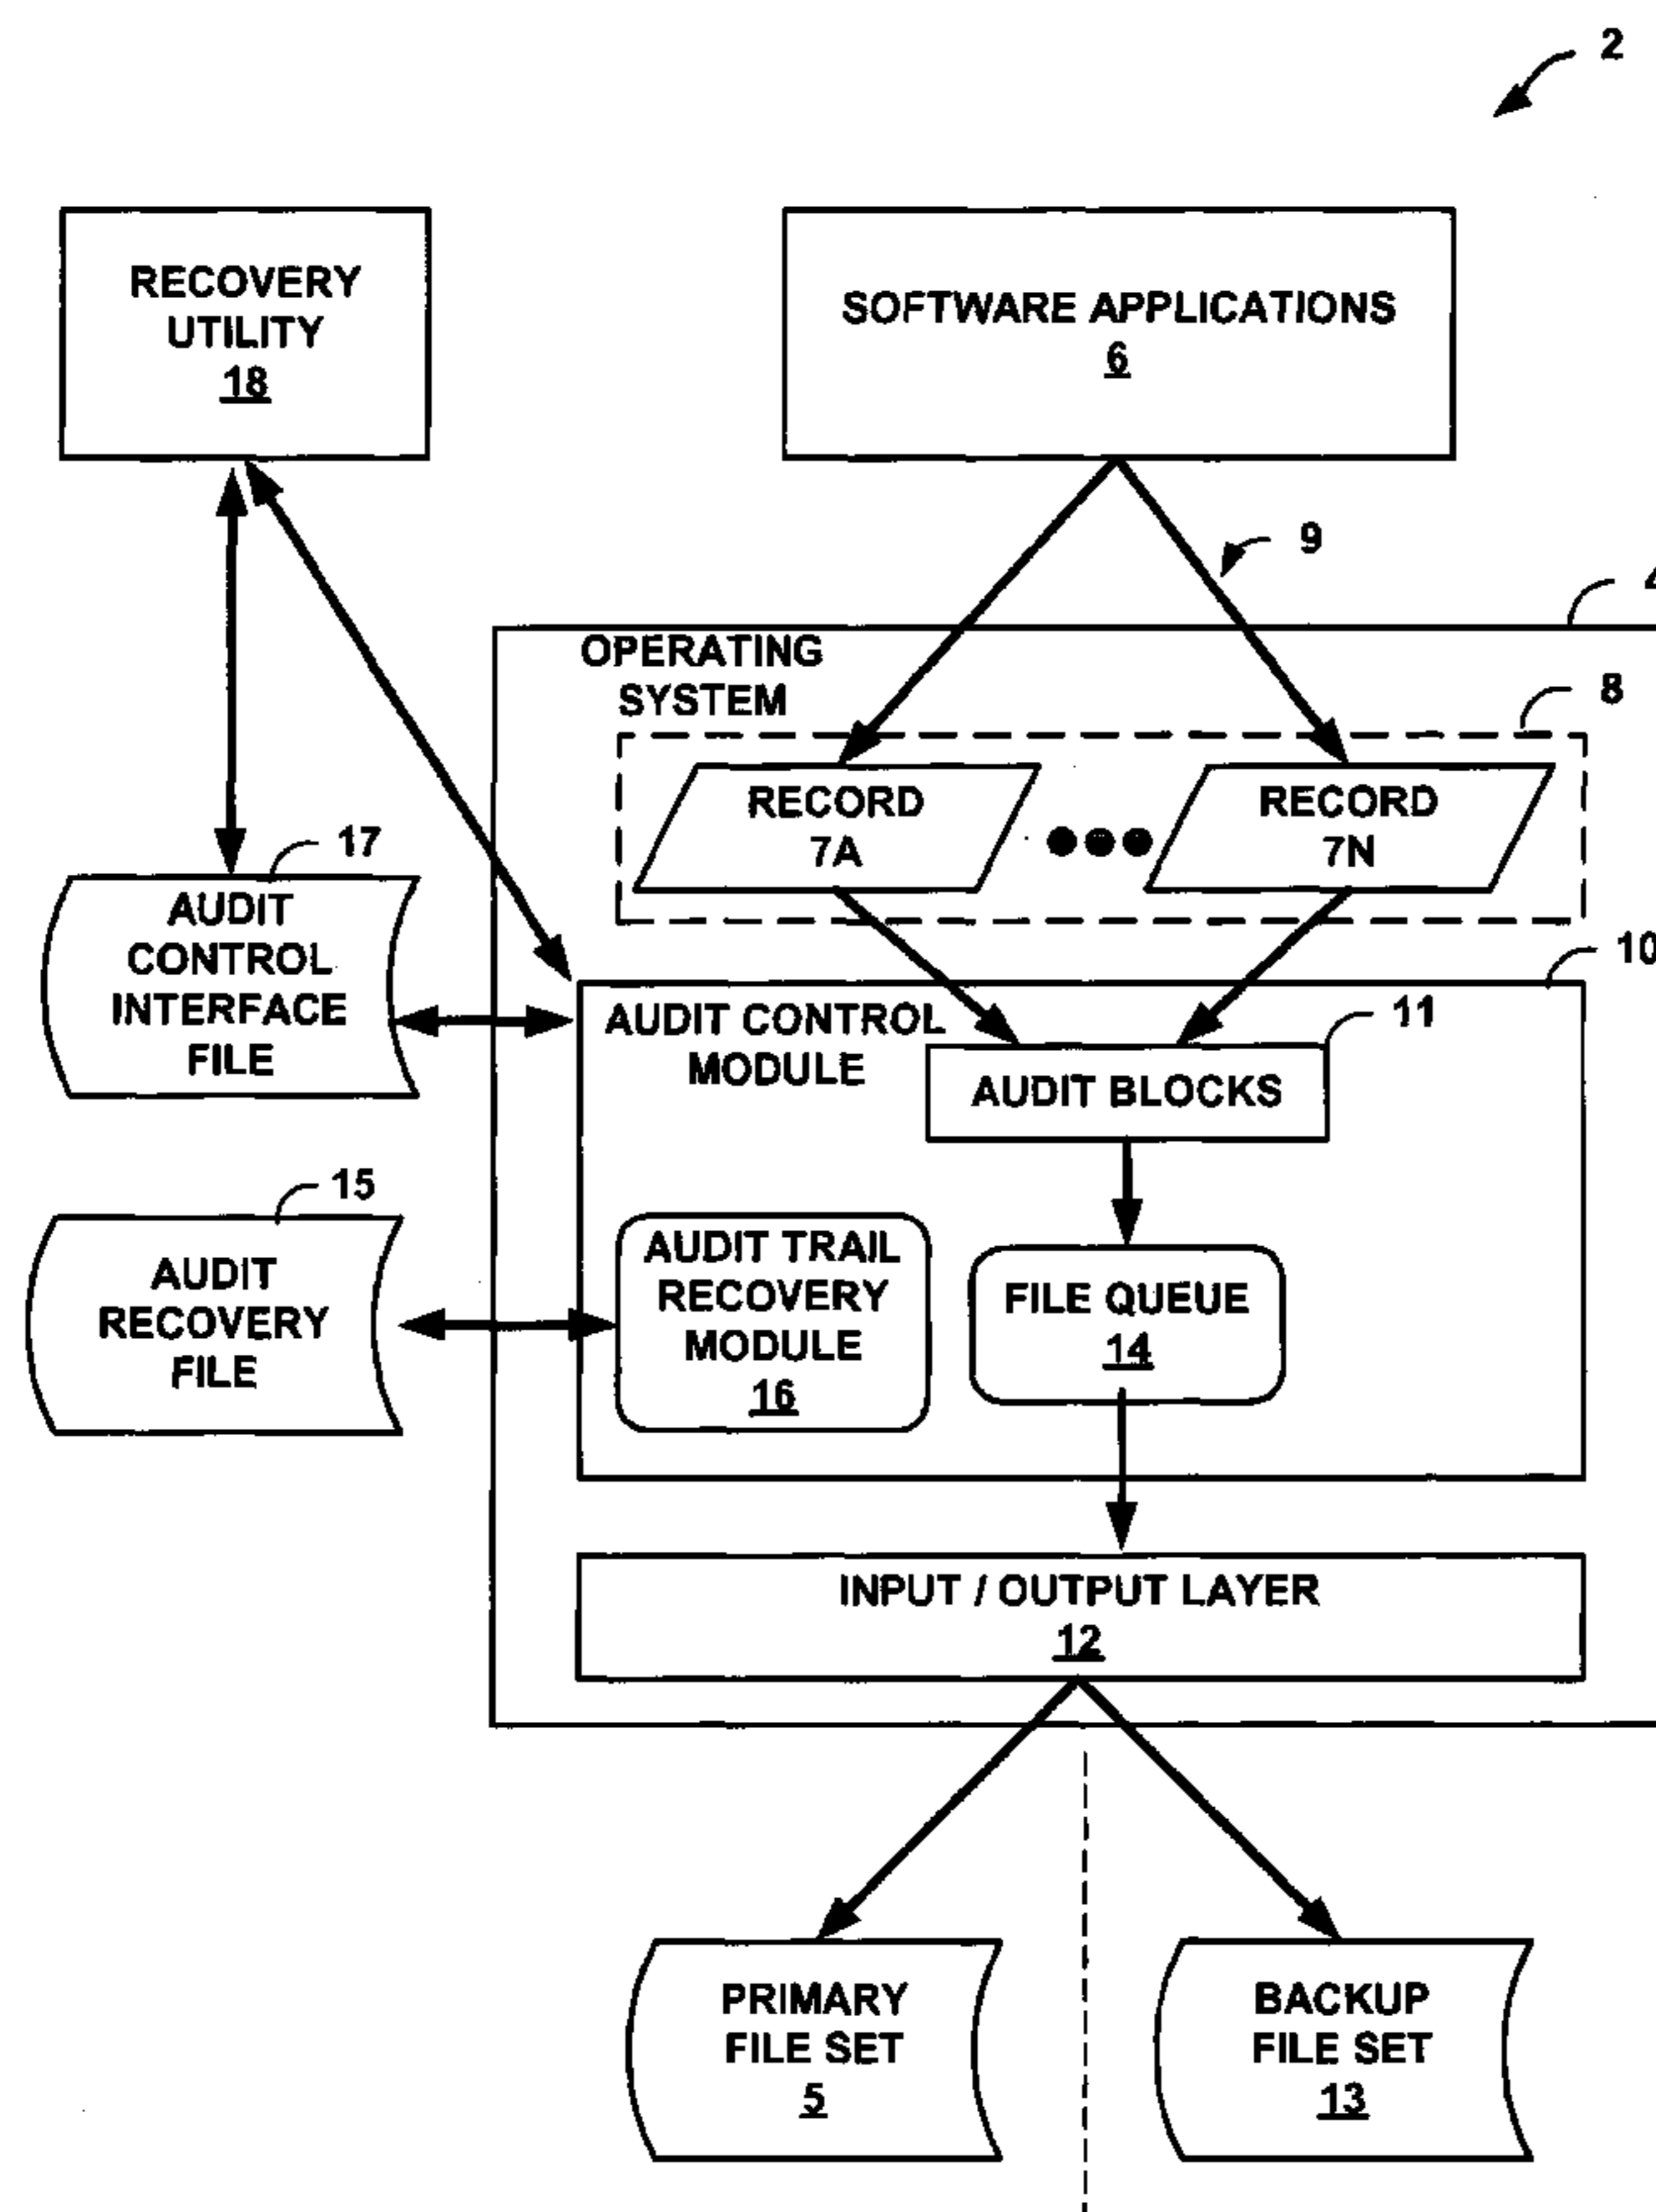 2
RECOVERY
UTILITY
18
SOFTWARE APPLICATIONS
6
9
4
OPERATING
SYSTEM
8
RECORD
7A
RECORD
7N
17
AUDIT
CONTROL
INTERFACE
FILE
10
AUDIT CONTROL
MODULE
11
AUDIT BLOCKS
15
AUDIT
RECOVERY
FILE
AUDIT TRAIL
RECOVERY
MODULE
16
FILE QUEUE
14
INPUT / OUTPUT LAYER
12
PRIMARY
FILE SET
5
BACKUP
FILE SET
13